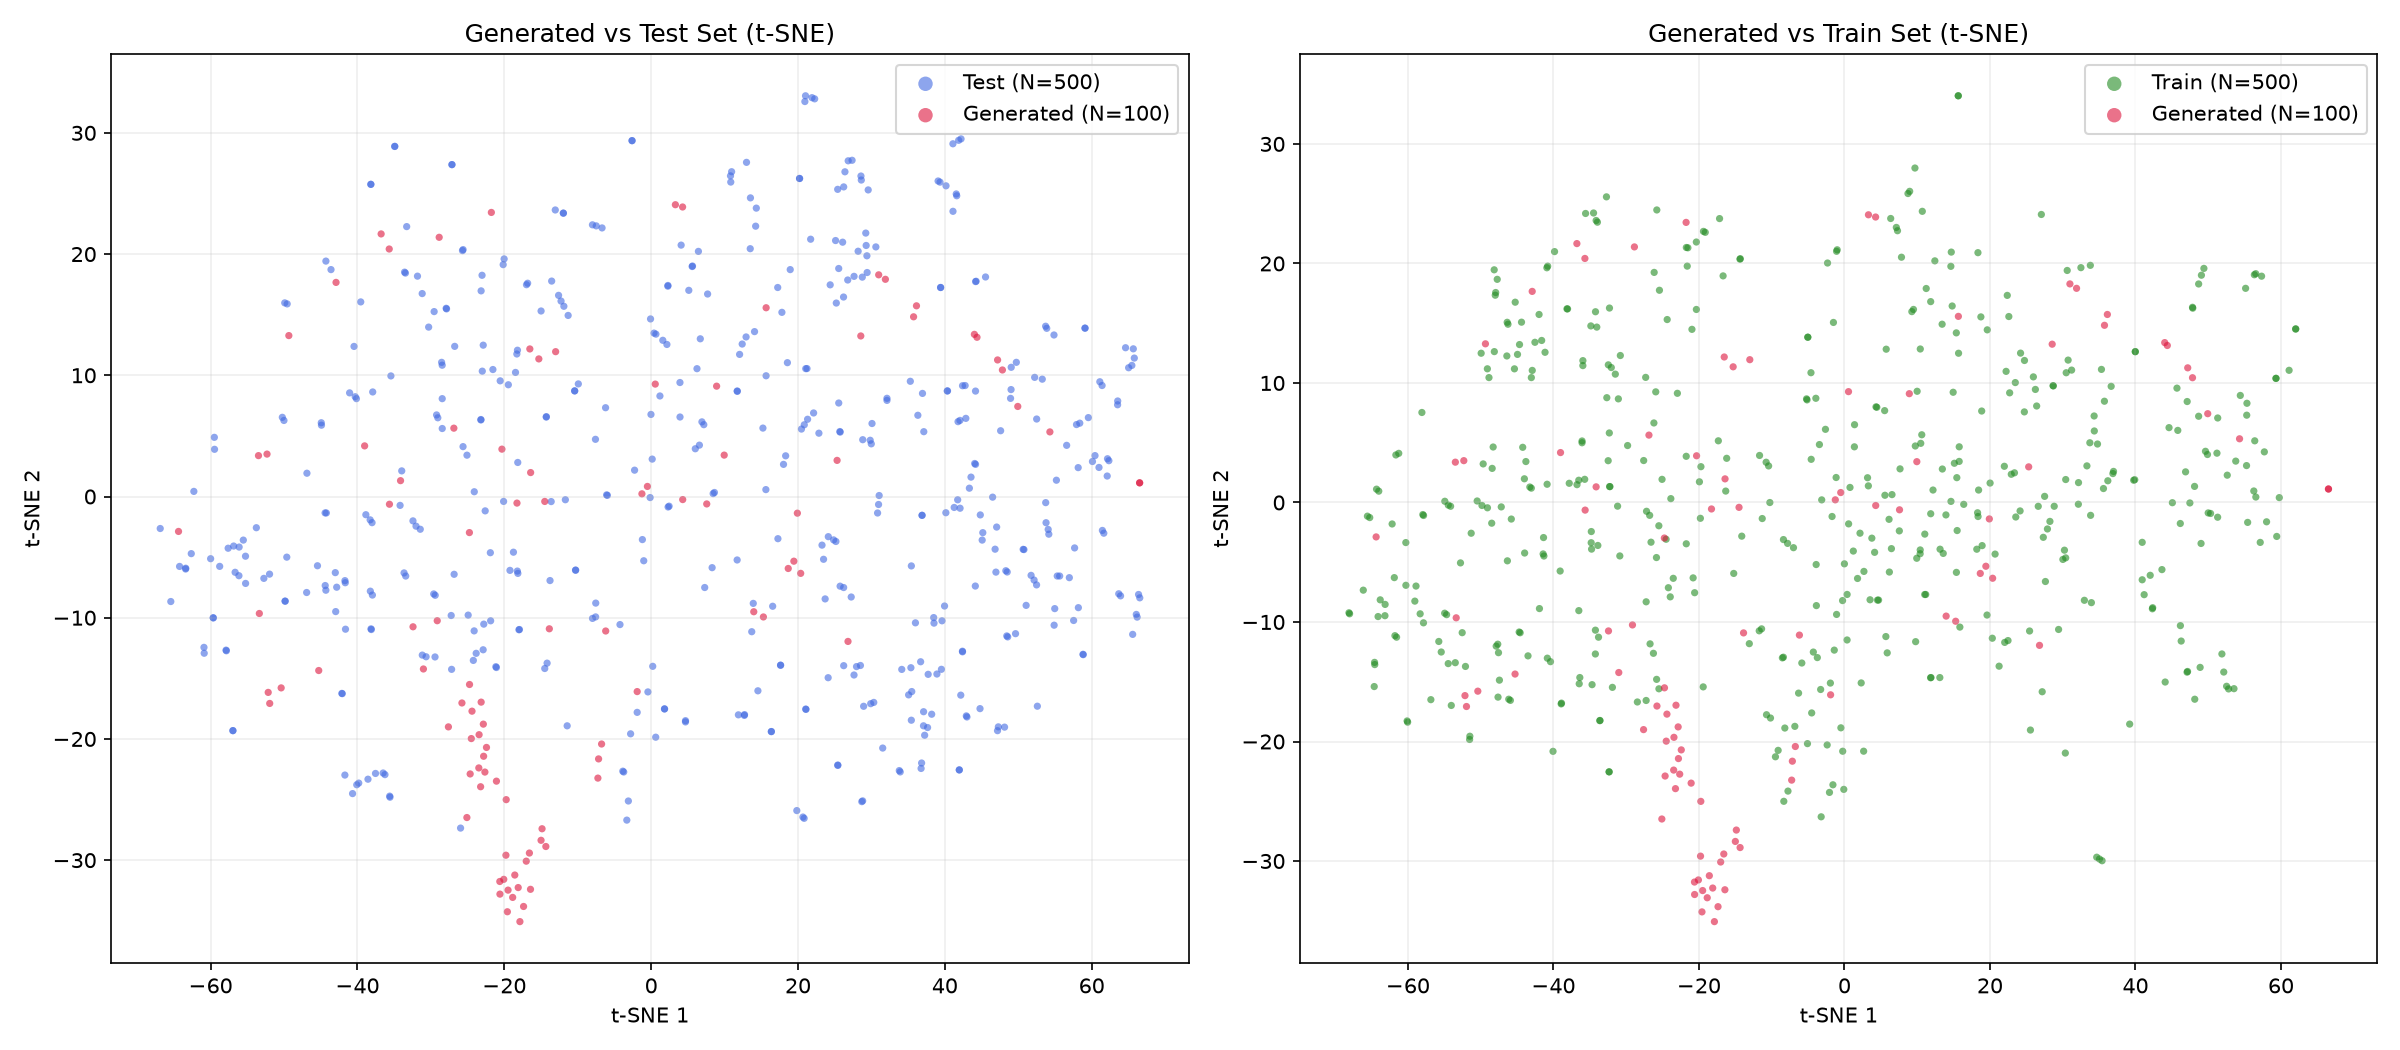 Generated vs Test Set (t-SNE)
Test (N=500)
Generated (N=100)
30
20
10
0
−10
−20
−30
t-SNE 2
−60 −40 −20 0 20 40 60
t-SNE 1
Generated vs Train Set (t-SNE)
Train (N=500)
Generated (N=100)
30
20
10
0
−10
−20
−30
t-SNE 2
−60 −40 −20 0 20 40 60
t-SNE 1